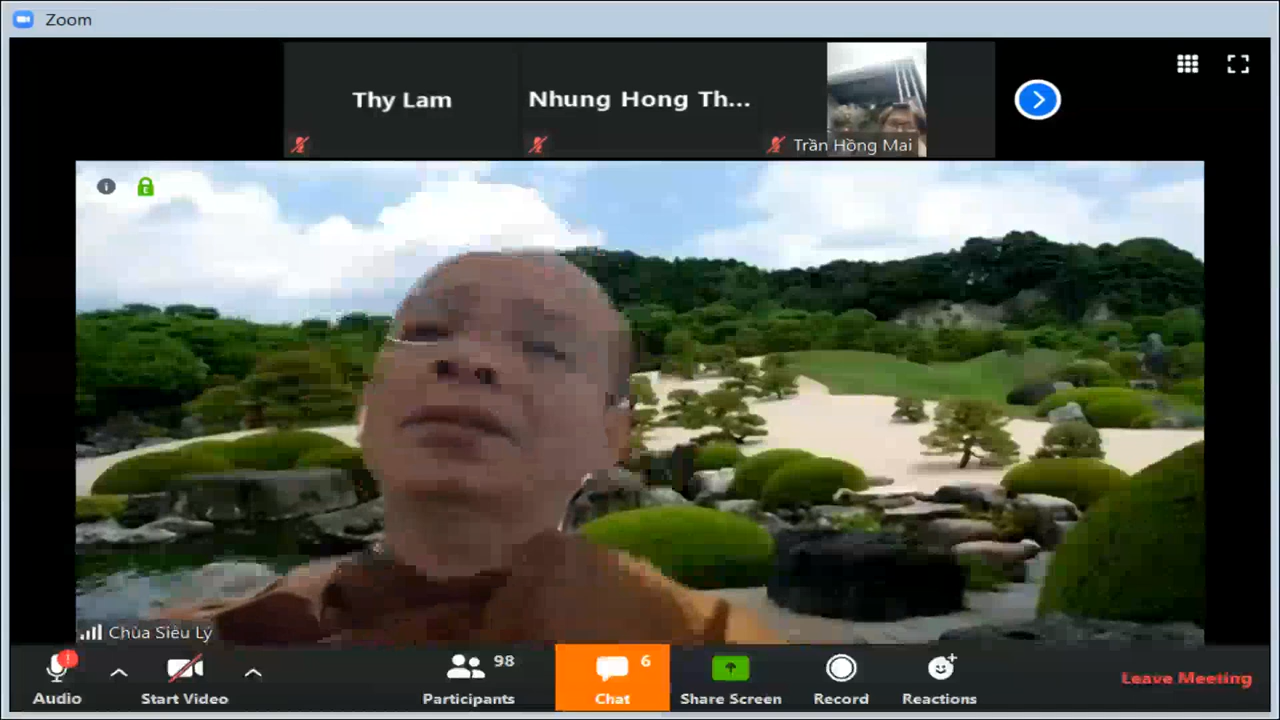 Zoom
Thy Lam
Nhung Hong Th...
Trần Hồng Mai
Chùa Siêu Lý
98
6
Audio
Start Video
Participants
Chat
Share Screen
Record
Reactions
Leave Meeting